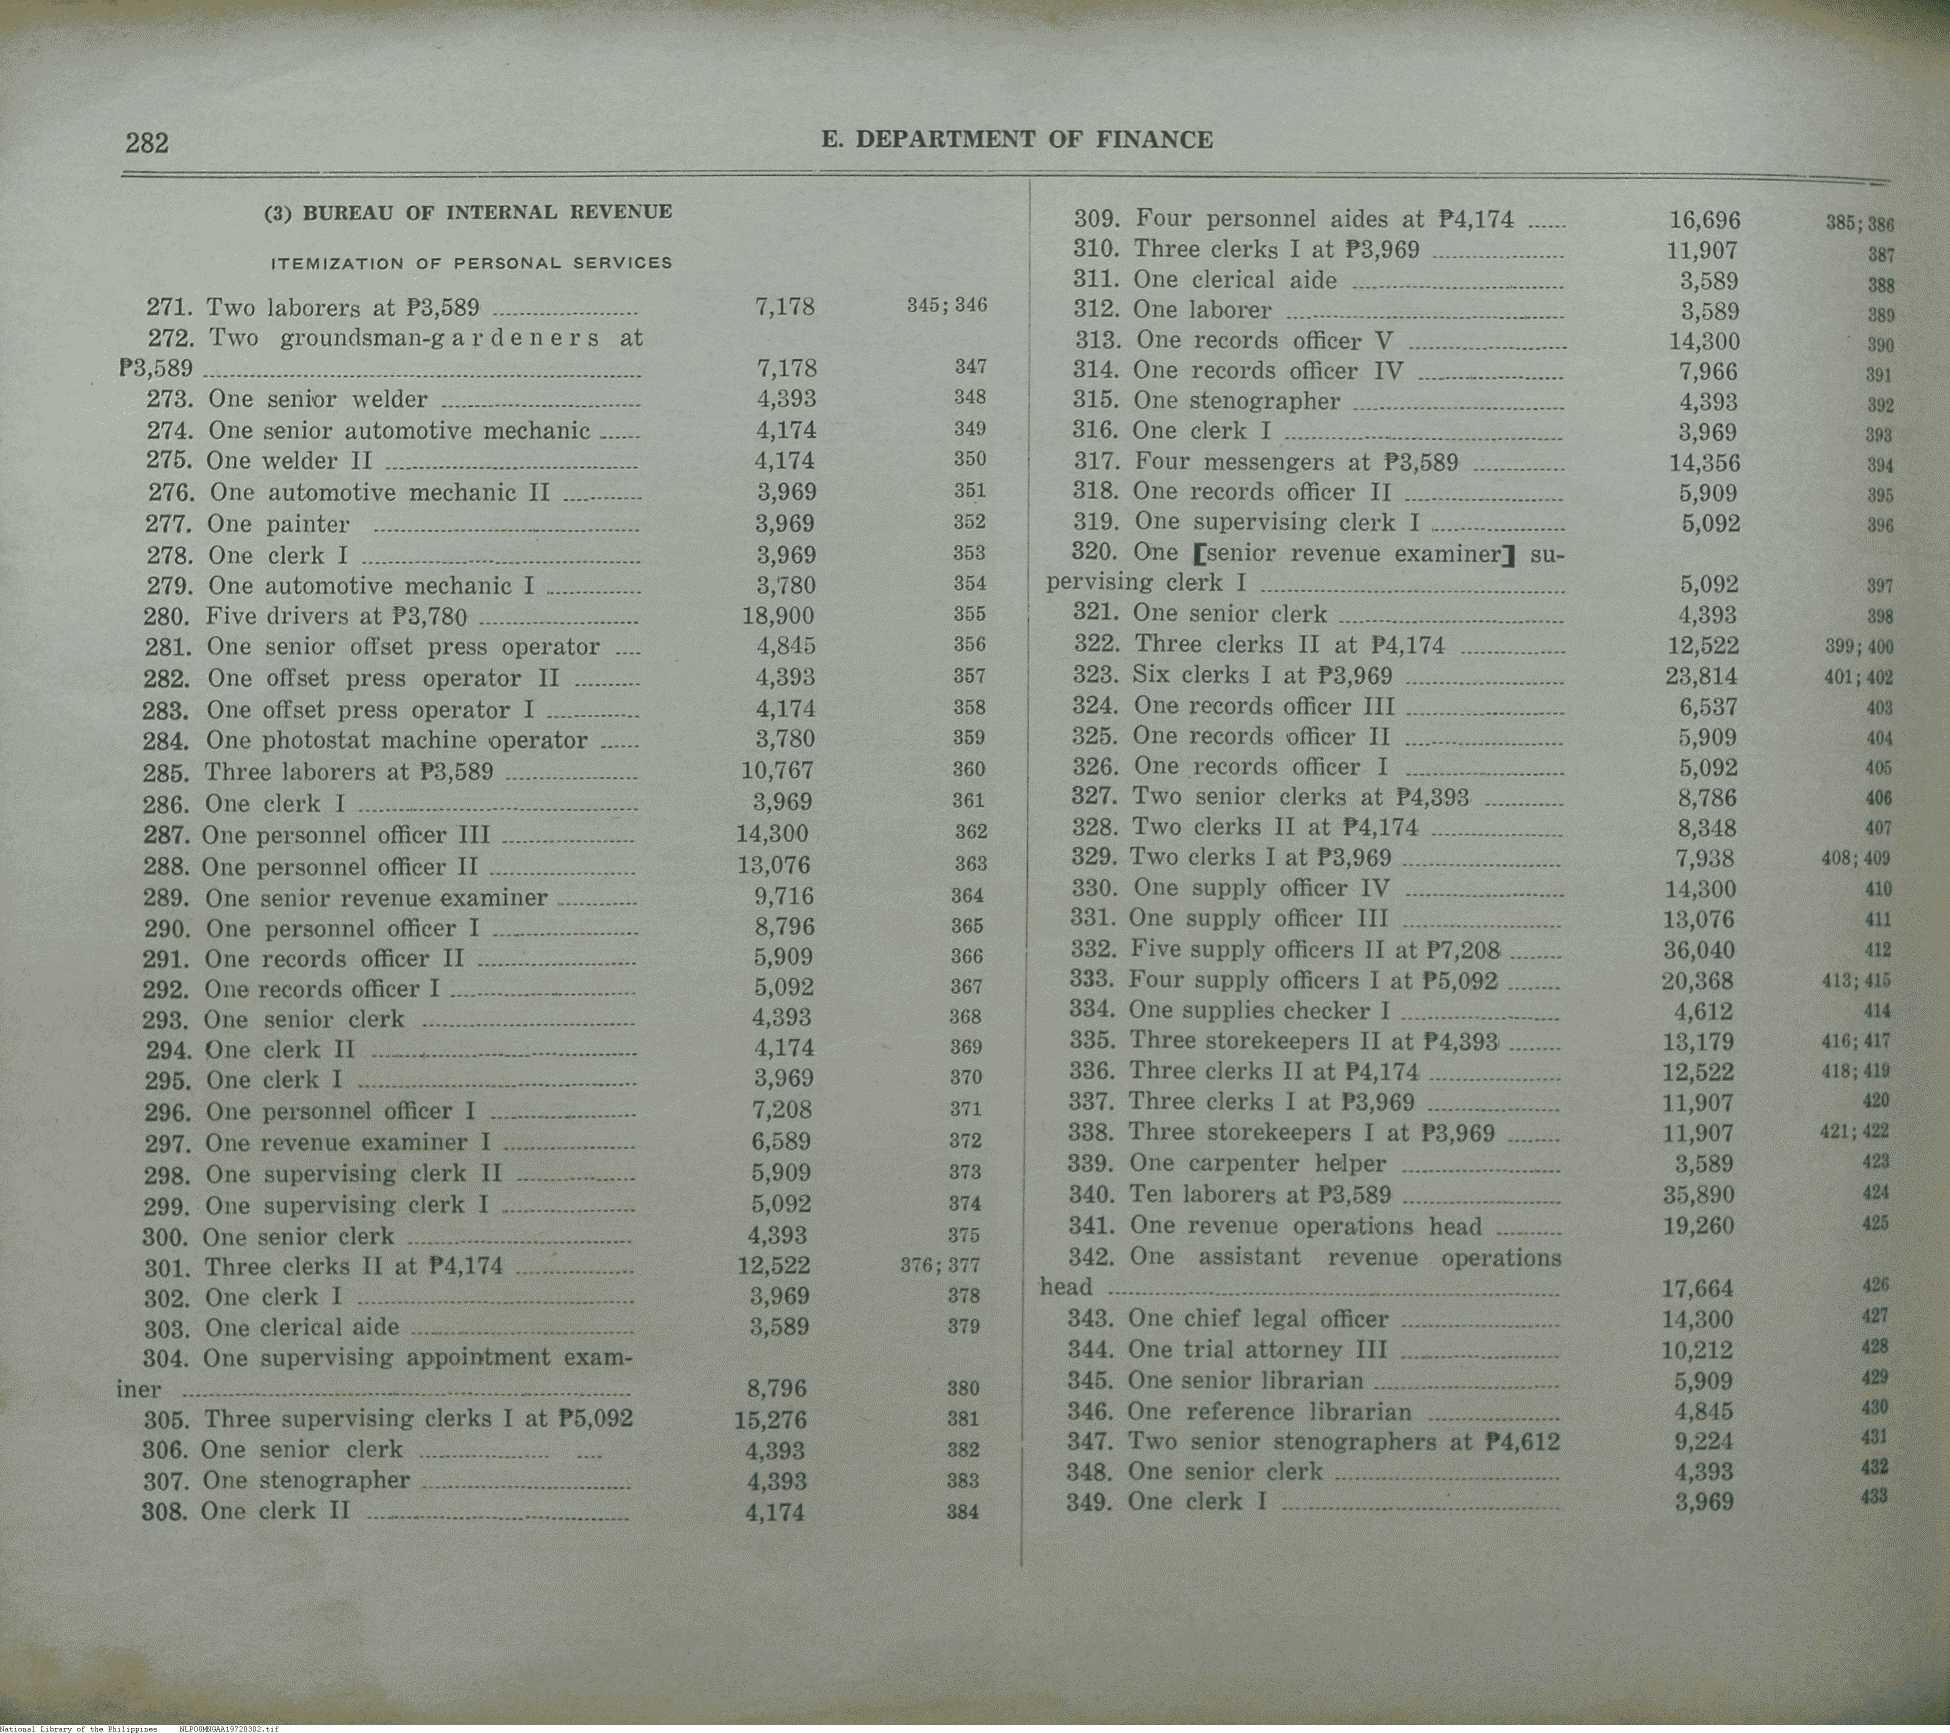 282
E. DEPARTMENT OF FINANCE
(3) BUREAU OF INTERNAL REVENUE
ITEMIZATION OF PERSONAL SERVICES
271. Two laborers at ₱3,589 ........ 7,178 345; 346
272. Two groundsman-gardeners at
₱3,589 ........ 7,178 347
273. One senior welder ........ 4,393 348
274. One senior automotive mechanic ...... 4,174 349
275. One welder II ........ 4,174 350
276. One automotive mechanic II ........ 3,969 351
277. One painter ........ 3,969 352
278. One clerk I ........ 3,969 353
279. One automotive mechanic I ........ 3,780 354
280. Five drivers at ₱3,780 ........ 18,900 355
281. One senior offset press operator .... 4,845 356
282. One offset press operator II ........ 4,393 357
283. One offset press operator I ........ 4,174 358
284. One photostat machine operator ...... 3,780 359
285. Three laborers at ₱3,589 ........ 10,767 360
286. One clerk I ........ 3,969 361
287. One personnel officer III ........ 14,300 362
288. One personnel officer II ........ 13,076 363
289. One senior revenue examiner ........ 9,716 364
290. One personnel officer I ........ 8,796 365
291. One records officer II ........ 5,909 366
292. One records officer I ........ 5,092 367
293. One senior clerk ........ 4,393 368
294. One clerk II ........ 4,174 369
295. One clerk I ........ 3,969 370
296. One personnel officer I ........ 7,208 371
297. One revenue examiner I ........ 6,589 372
298. One supervising clerk II ........ 5,909 373
299. One supervising clerk I ........ 5,092 374
300. One senior clerk ........ 4,393 375
301. Three clerks II at ₱4,174 ........ 12,522 376; 377
302. One clerk I ........ 3,969 378
303. One clerical aide ........ 3,589 379
304. One supervising appointment exam-
iner ........ 8,796 380
305. Three supervising clerks I at ₱5,092 15,276 381
306. One senior clerk ........ .... 4,393 382
307. One stenographer ........ 4,393 383
308. One clerk II ........ 4,174 384
309. Four personnel aides at ₱4,174 ...... 16,696 385; 386
310. Three clerks I at ₱3,969 ........ 11,907 387
311. One clerical aide ........ 3,589 388
312. One laborer ........ 3,589 389
313. One records officer V ........ 14,300 390
314. One records officer IV ........ 7,966 391
315. One stenographer ........ 4,393 392
316. One clerk I ........ 3,969 393
317. Four messengers at ₱3,589 ........ 14,356 394
318. One records officer II ........ 5,909 395
319. One supervising clerk I ........ 5,092 396
320. One [senior revenue examiner] su-
pervising clerk I ........ 5,092 397
321. One senior clerk ........ 4,393 398
322. Three clerks II at ₱4,174 ........ 12,522 399; 400
323. Six clerks I at ₱3,969 ........ 23,814 401; 402
324. One records officer III ........ 6,537 403
325. One records officer II ........ 5,909 404
326. One records officer I ........ 5,092 405
327. Two senior clerks at ₱4,393 ........ 8,786 406
328. Two clerks II at ₱4,174 ........ 8,348 407
329. Two clerks I at ₱3,969 ........ 7,938 408; 409
330. One supply officer IV ........ 14,300 410
331. One supply officer III ........ 13,076 411
332. Five supply officers II at ₱7,208 ........ 36,040 412
333. Four supply officers I at ₱5,092 ........ 20,368 413; 415
334. One supplies checker I ........ 4,612 414
335. Three storekeepers II at ₱4,393 ........ 13,179 416; 417
336. Three clerks II at ₱4,174 ........ 12,522 418; 419
337. Three clerks I at ₱3,969 ........ 11,907 420
338. Three storekeepers I at ₱3,969 ........ 11,907 421; 422
339. One carpenter helper ........ 3,589 423
340. Ten laborers at ₱3,589 ........ 35,890 424
341. One revenue operations head ........ 19,260 425
342. One assistant revenue operations
head ........ 17,664 426
343. One chief legal officer ........ 14,300 427
344. One trial attorney III ........ 10,212 428
345. One senior librarian ........ 5,909 429
346. One reference librarian ........ 4,845 430
347. Two senior stenographers at ₱4,612 9,224 431
348. One senior clerk ........ 4,393 432
349. One clerk I ........ 3,969 433
National Library of the Philippines NLPOOMNGAA19720302.tif